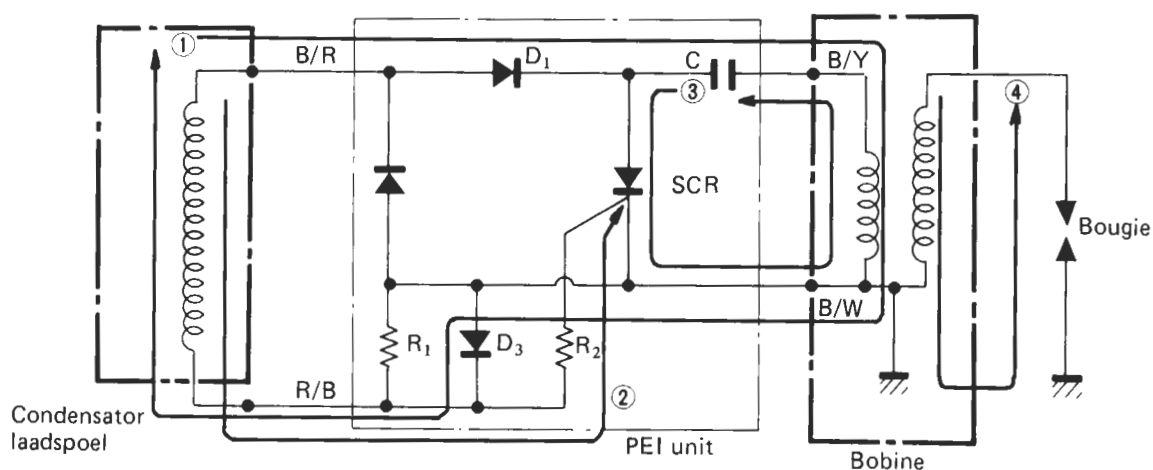 ①
B/R
D₁
C
B/Y
③
④
SCR
Bougie
B/W
R₁
D₃
R₂
R/B
②
Condensator
laadspoel
PEI unit
Bobine